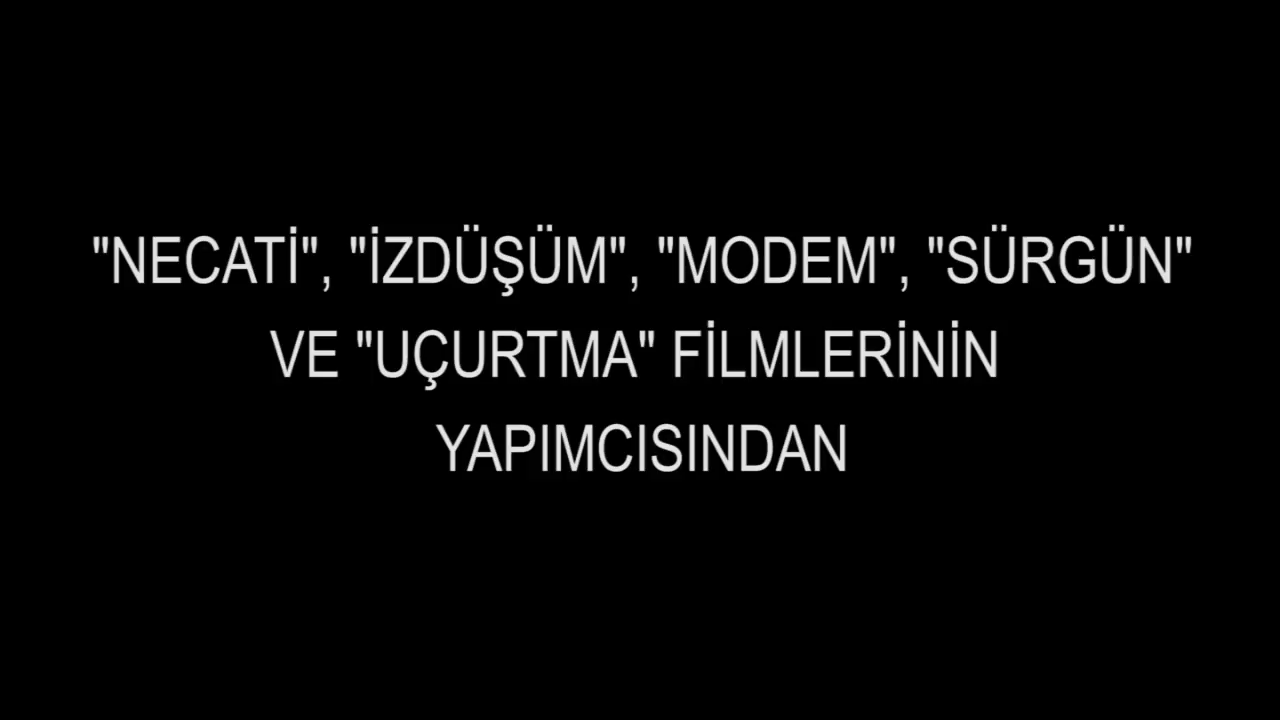 "NECATİ", "İZDÜŞÜM", "MODEM", "SÜRGÜN"
VE "UÇURTMA" FİLMLERİNİN
YAPIMCISINDAN